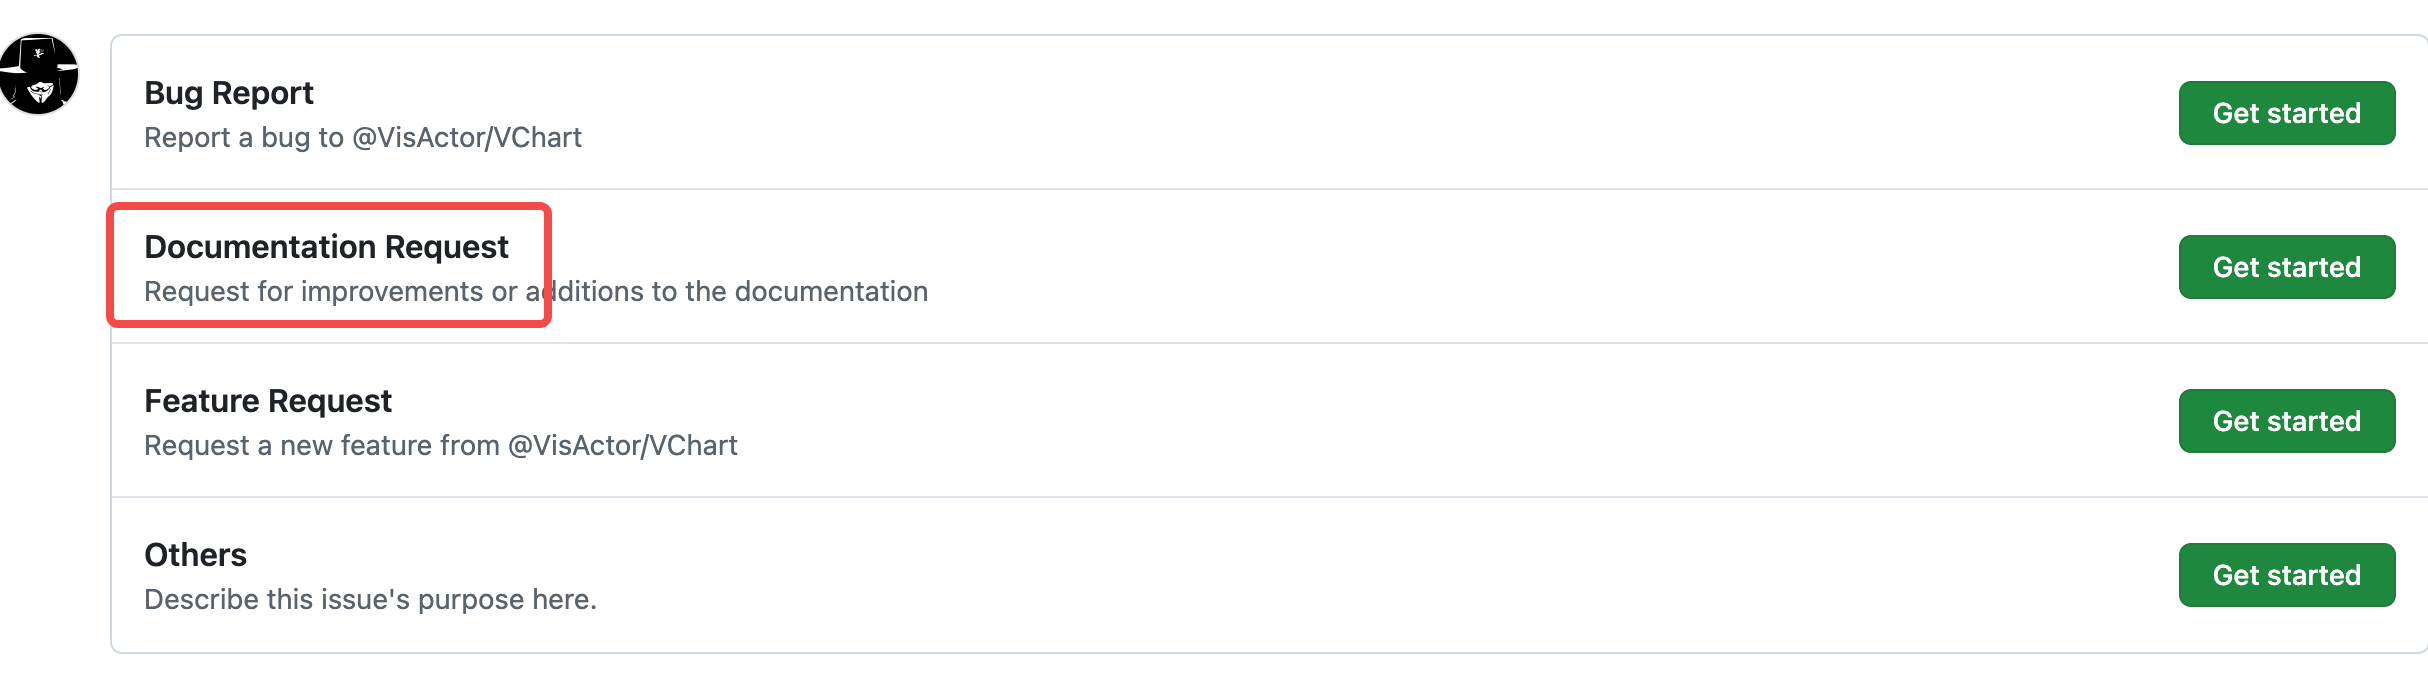 Bug Report
Report a bug to @VisActor/VChart
Get started
Documentation Request
Request for improvements or additions to the documentation
Get started
Feature Request
Request a new feature from @VisActor/VChart
Get started
Others
Describe this issue's purpose here.
Get started